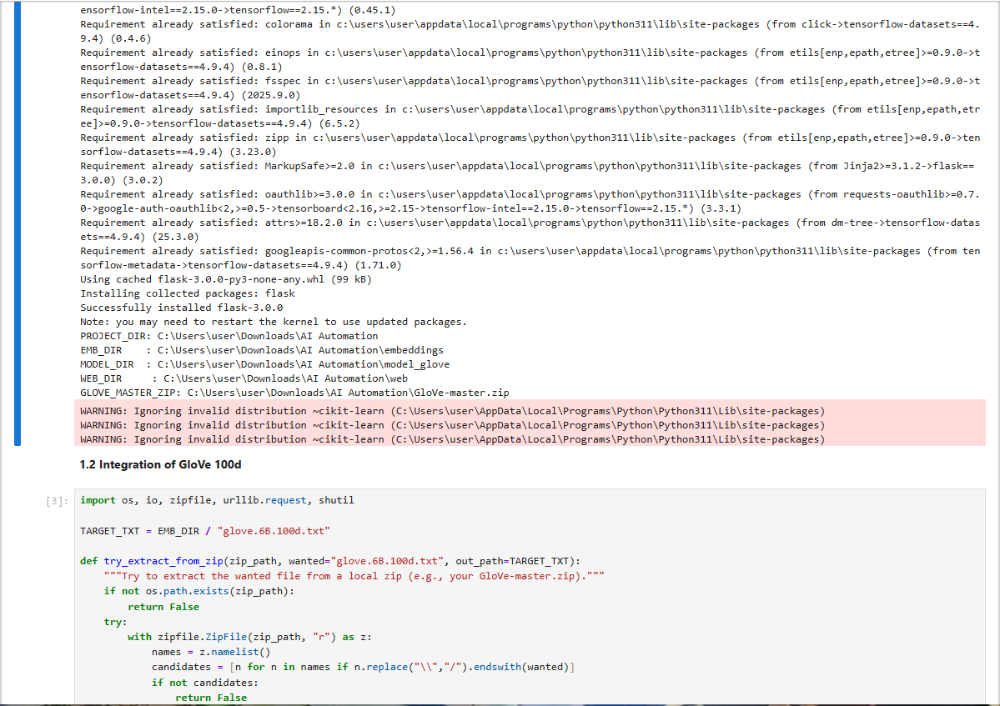 ensorflow-intel==2.15.0->tensorflow==2.15.*) (0.45.1)
Requirement already satisfied: colorama in c:\users\user\appdata\local\programs\python\python311\lib\site-packages (from click->tensorflow-datasets==4.
9.4) (0.4.6)
Requirement already satisfied: einops in c:\users\user\appdata\local\programs\python\python311\lib\site-packages (from etils[enp,epath,etree]>=0.9.0->t
ensorflow-datasets==4.9.4) (0.8.1)
Requirement already satisfied: fsspec in c:\users\user\appdata\local\programs\python\python311\lib\site-packages (from etils[enp,epath,etree]>=0.9.0->t
ensorflow-datasets==4.9.4) (2025.9.0)
Requirement already satisfied: importlib_resources in c:\users\user\appdata\local\programs\python\python311\lib\site-packages (from etils[enp,epath,etr
ee]>=0.9.0->tensorflow-datasets==4.9.4) (6.5.2)
Requirement already satisfied: zipp in c:\users\user\appdata\local\programs\python\python311\lib\site-packages (from etils[enp,epath,etree]>=0.9.0->ten
sorflow-datasets==4.9.4) (3.23.0)
Requirement already satisfied: MarkupSafe>=2.0 in c:\users\user\appdata\local\programs\python\python311\lib\site-packages (from Jinja2>=3.1.2->flask==
3.0.0) (3.0.2)
Requirement already satisfied: oauthlib>=3.0.0 in c:\users\user\appdata\local\programs\python\python311\lib\site-packages (from requests-oauthlib>=0.7.
0->google-auth-oauthlib<2,>=0.5->tensorboard<2.16,>=2.15->tensorflow-intel==2.15.0->tensorflow==2.15.*) (3.3.1)
Requirement already satisfied: attrs>=18.2.0 in c:\users\user\appdata\local\programs\python\python311\lib\site-packages (from dm-tree->tensorflow-datas
ets==4.9.4) (25.3.0)
Requirement already satisfied: googleapis-common-protos<2,>=1.56.4 in c:\users\user\appdata\local\programs\python\python311\lib\site-packages (from ten
sorflow-metadata->tensorflow-datasets==4.9.4) (1.71.0)
Using cached flask-3.0.0-py3-none-any.whl (99 kB)
Installing collected packages: flask
Successfully installed flask-3.0.0
Note: you may need to restart the kernel to use updated packages.
PROJECT_DIR: C:\Users\user\Downloads\AI Automation
EMB_DIR    : C:\Users\user\Downloads\AI Automation\embeddings
MODEL_DIR  : C:\Users\user\Downloads\AI Automation\model_glove
WEB_DIR     : C:\Users\user\Downloads\AI Automation\web
GLOVE_MASTER_ZIP: C:\Users\user\Downloads\AI Automation\GloVe-master.zip
WARNING: Ignoring invalid distribution ~cikit-learn (C:\Users\user\AppData\Local\Programs\Python\Python311\Lib\site-packages)
WARNING: Ignoring invalid distribution ~cikit-learn (C:\Users\user\AppData\Local\Programs\Python\Python311\Lib\site-packages)
WARNING: Ignoring invalid distribution ~cikit-learn (C:\Users\user\AppData\Local\Programs\Python\Python311\Lib\site-packages)
1.2 Integration of GloVe 100d
[3]: import os, io, zipfile, urllib.request, shutil
TARGET_TXT = EMB_DIR / "glove.6B.100d.txt"
def try_extract_from_zip(zip_path, wanted="glove.6B.100d.txt", out_path=TARGET_TXT):
    """Try to extract the wanted file from a local zip (e.g., your GloVe-master.zip)."""
    if not os.path.exists(zip_path):
        return False
    try:
        with zipfile.ZipFile(zip_path, "r") as z:
            names = z.namelist()
            candidates = [n for n in names if n.replace("\\","/").endswith(wanted)]
            if not candidates:
                return False